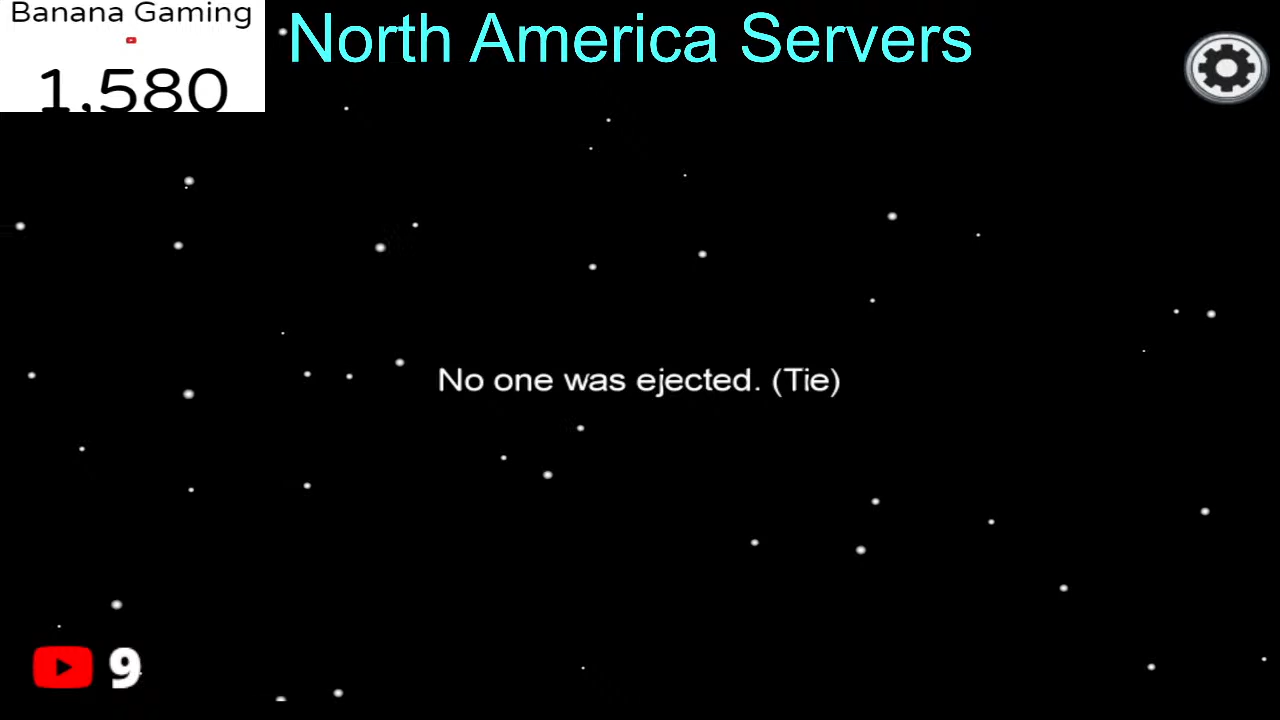 Banana Gaming
North America Servers
1,580
No one was ejected. (Tie)
9